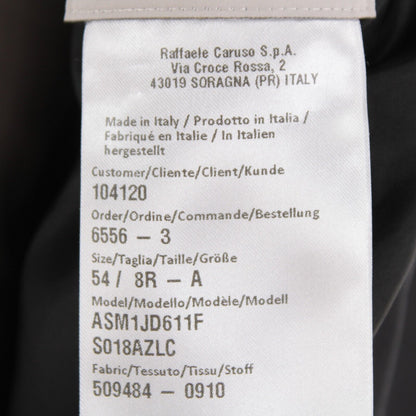 Raffaele Caruso S.p.A.
Via Croce Rossa, 2
43019 SORAGNA (PR) ITALY
Made in Italy / Prodotto in Italia /
Fabriqué en Italie / In Italien
hergestellt
Customer/Cliente/Client/Kunde
104120
Order/Ordine/Commande/Bestellung
6556 – 3
Size/Taglia/Taille/Größe
54 / 8R – A
Model/Modello/Modèle/Modell
ASM1JD611F
S018AZLC
Fabric/Tessuto/Tissu/Stoff
509484 – 0910